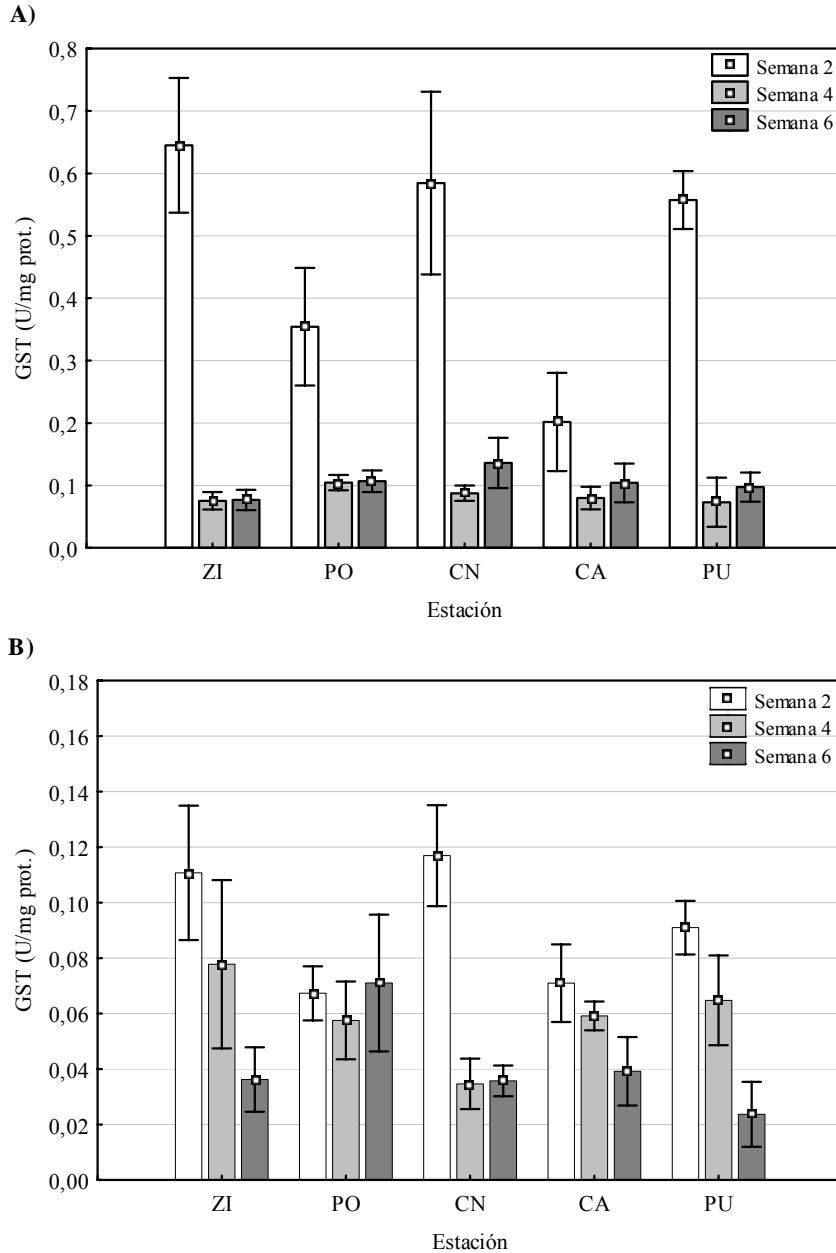 A)
0,8
0,7
0,6
0,5
0,4
0,3
0,2
0,1
0,0
GST (U/mg prot.)
Semana 2
Semana 4
Semana 6
ZI PO CN CA PU
Estación
B)
0,18
0,16
0,14
0,12
0,10
0,08
0,06
0,04
0,02
0,00
GST (U/mg prot.)
Semana 2
Semana 4
Semana 6
ZI PO CN CA PU
Estación